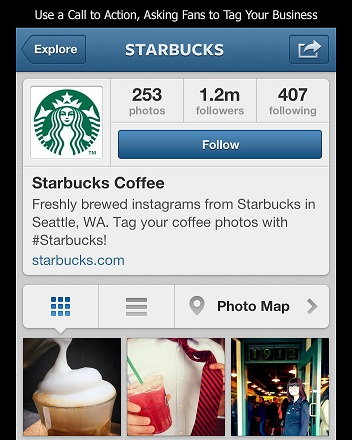 Use a Call to Action, Asking Fans to Tag Your Business
Explore
STARBUCKS
253
1.2m
407
photos
followers
following
Follow
TM
Starbucks Coffee
Freshly brewed instagrams from Starbucks in
Seattle, WA. Tag your coffee photos with
#Starbucks!
starbucks.com
Photo Map
1912